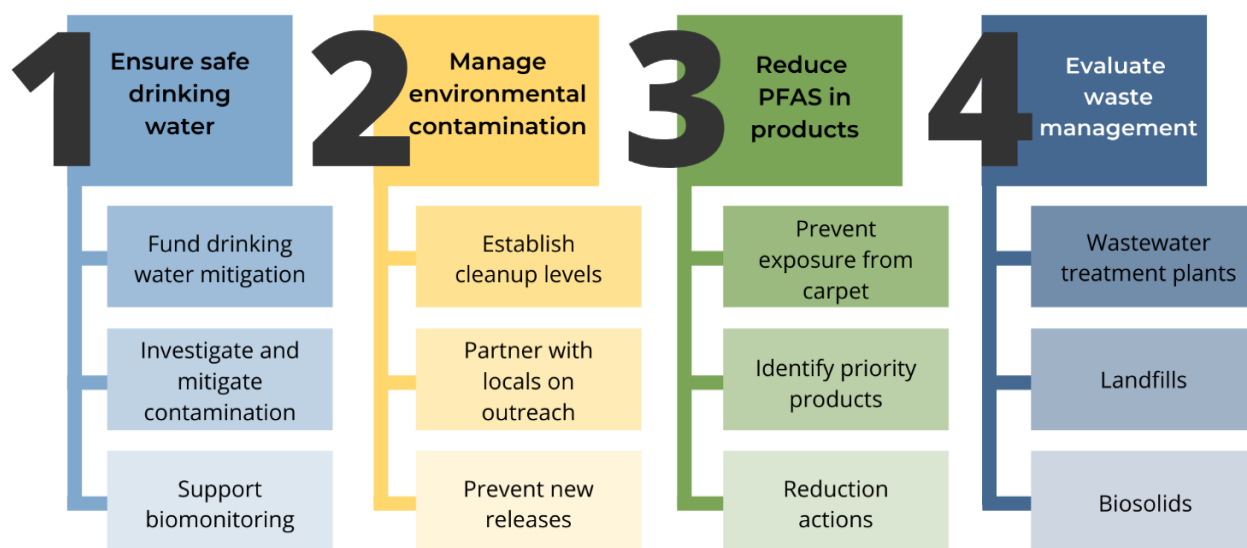 1
Ensure safe
drinking
water
Fund drinking
water mitigation
Investigate and
mitigate
contamination
Support
biomonitoring
2
Manage
environmental
contamination
Establish
cleanup levels
Partner with
locals on
outreach
Prevent new
releases
3
Reduce
PFAS in
products
Prevent
exposure from
carpet
Identify priority
products
Reduction
actions
4
Evaluate
waste
management
Wastewater
treatment plants
Landfills
Biosolids